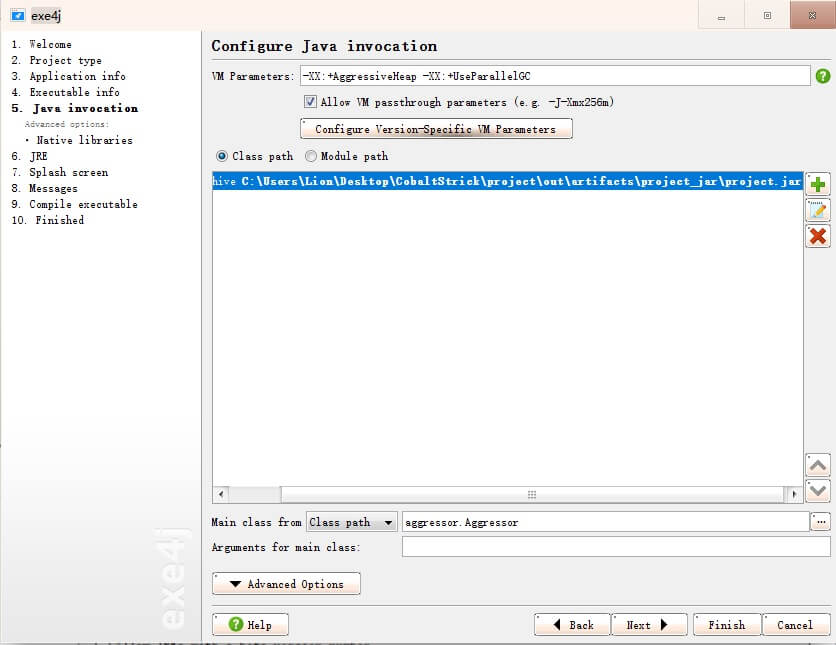 exe4j
1. Welcome
2. Project type
3. Application info
4. Executable info
5. Java invocation
Advanced options:
· Native libraries
6. JRE
7. Splash screen
8. Messages
9. Compile executable
10. Finished
exe4j
Configure Java invocation
VM Parameters: -XX:+AggressiveHeap -XX:+UseParallelGC
Allow VM passthrough parameters (e.g. -J-Xmx256m)
Configure Version-Specific VM Parameters
Class path Module path
hive C:\Users\Lion\Desktop\CobaltStrick\project\out\artifacts\project_jar\project.jar
Main class from Class path aggressor.Aggressor ...
Arguments for main class:
Advanced Options
Help Back Next Finish Cancel